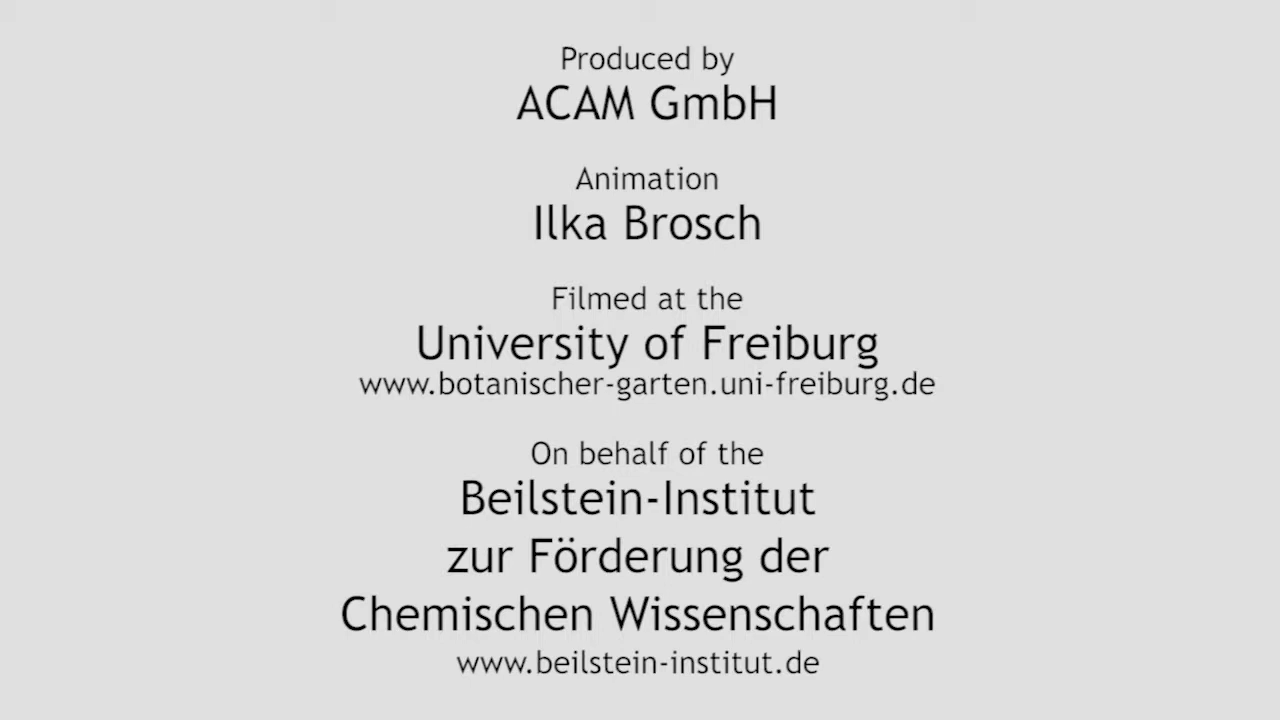 Produced by
ACAM GmbH
Animation
Ilka Brosch
Filmed at the
University of Freiburg
www.botanischer-garten.uni-freiburg.de
On behalf of the
Beilstein-Institut
zur Förderung der
Chemischen Wissenschaften
www.beilstein-institut.de